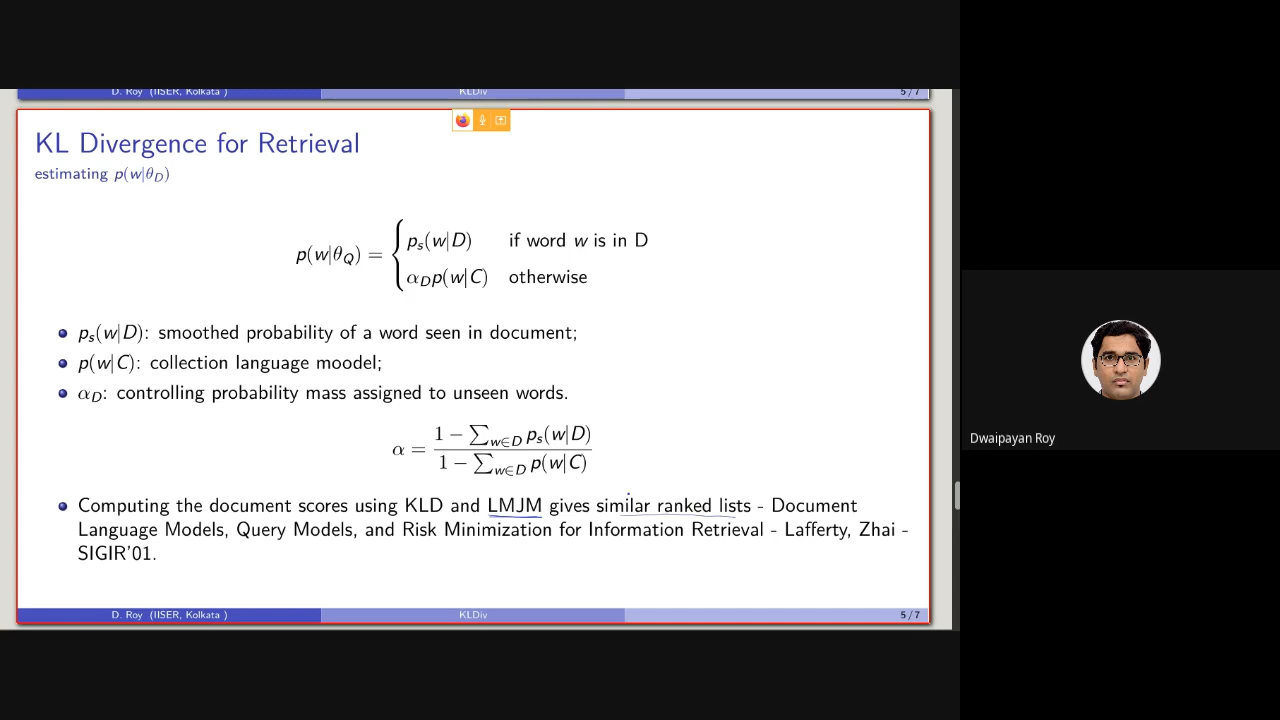 D. Roy (IISER, Kolkata )
KLDiv
5 / 7
KL Divergence for Retrieval
estimating p(w|θ_D)
p(w|θ_Q) = { p_s(w|D) if word w is in D
α_D p(w|C) otherwise
p_s(w|D): smoothed probability of a word seen in document;
p(w|C): collection language moodel;
α_D: controlling probability mass assigned to unseen words.
α = \frac{1 − ∑_{w∈D} p_s(w|D)}{1 − ∑_{w∈D} p(w|C)}
Computing the document scores using KLD and LMJM gives similar ranked lists - Document
Language Models, Query Models, and Risk Minimization for Information Retrieval - Lafferty, Zhai -
SIGIR'01.
D. Roy (IISER, Kolkata )
KLDiv
5 / 7
Dwaipayan Roy